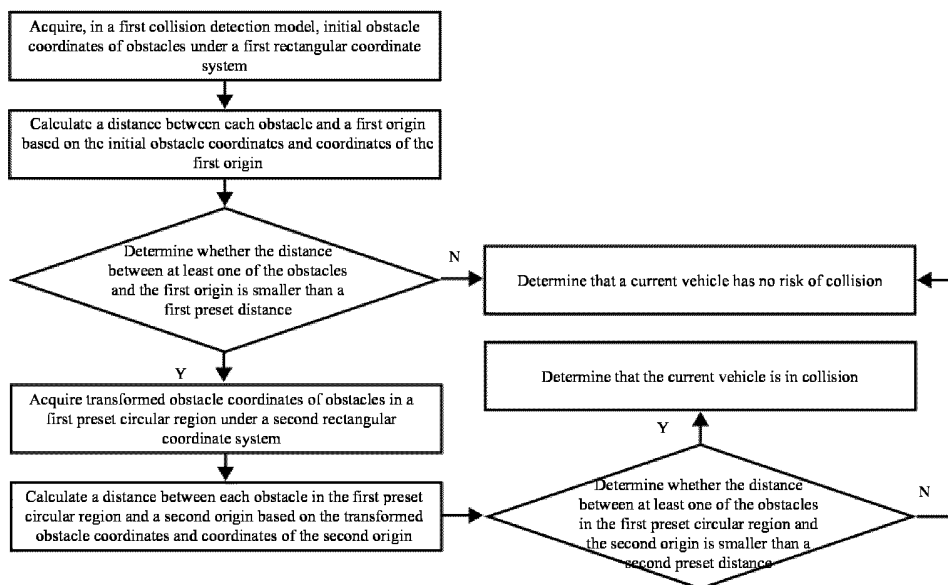 Acquire, in a first collision detection model, initial obstacle
coordinates of obstacles under a first rectangular coordinate
system
Calculate a distance between each obstacle and a first origin
based on the initial obstacle coordinates and coordinates of the
first origin
Determine whether the distance
between at least one of the obstacles
and the first origin is smaller than a
first preset distance
N
Determine that a current vehicle has no risk of collision
Y
Acquire transformed obstacle coordinates of obstacles in a
first preset circular region under a second rectangular
coordinate system
Calculate a distance between each obstacle in the first preset
circular region and a second origin based on the transformed
obstacle coordinates and coordinates of the second origin
Determine whether the distance
between at least one of the obstacles
in the first preset circular region and
the second origin is smaller than a
second preset distance
Y
Determine that the current vehicle is in collision
N